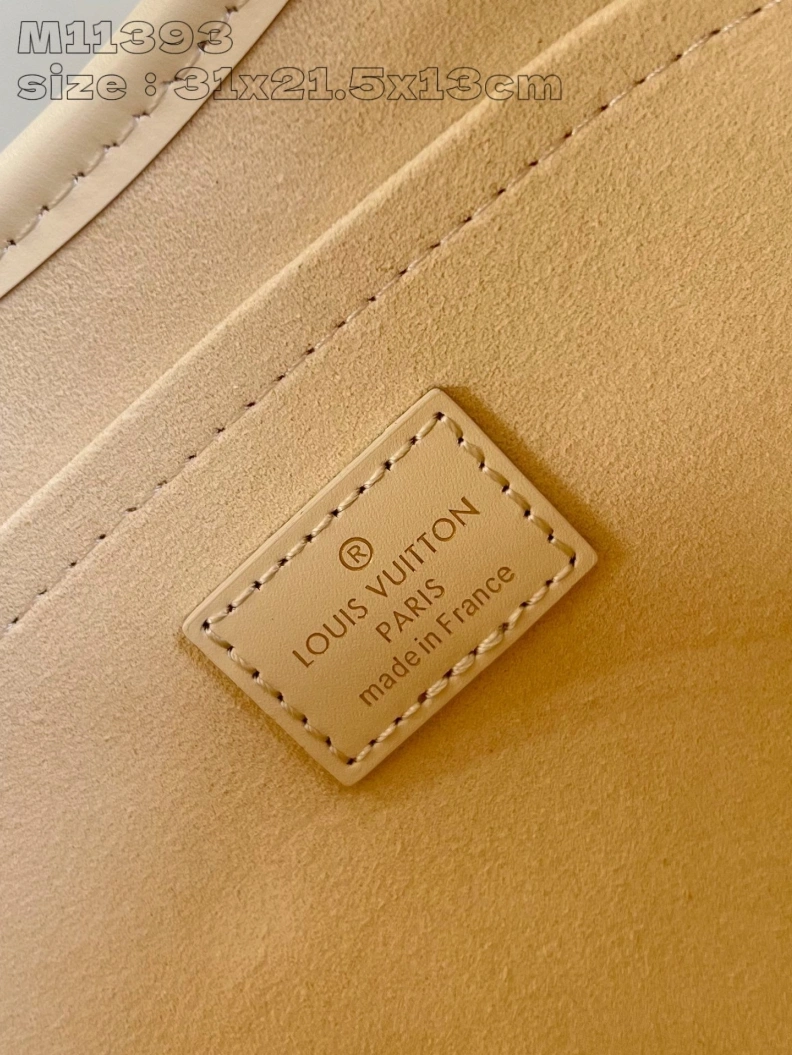 M11393
size : 31x21.5x13cm
®
LOUIS VUITTON
PARIS
made in France